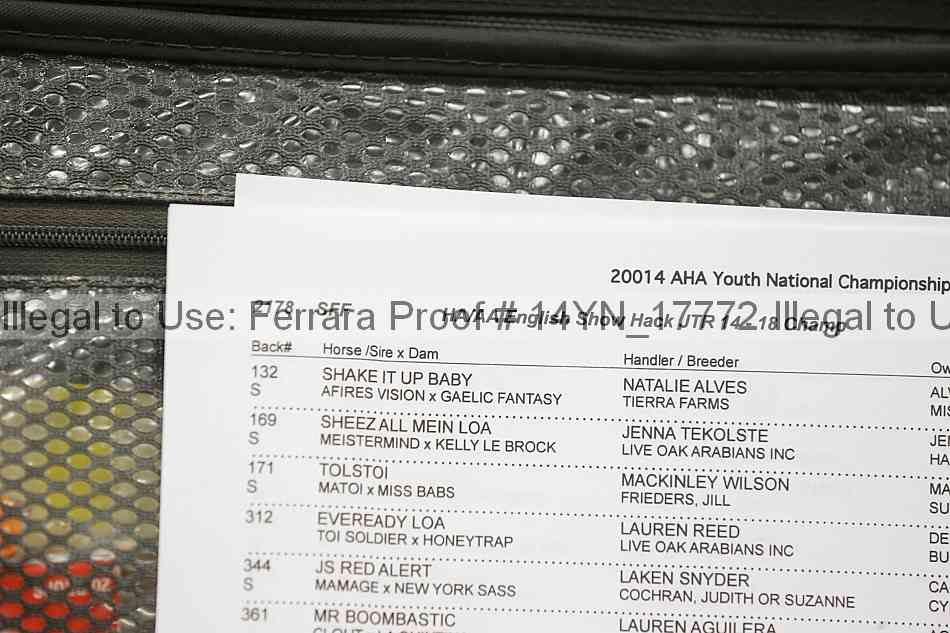 20014 AHA Youth National Championship
Illegal to Use: Ferrara Proof # 14YN_17772 Illegal to U
2178 SFF HA/AA English Show Hack JTR 14 - 18 Champ
Back# Horse /Sire x Dam Handler / Breeder Ow
132 SHAKE IT UP BABY NATALIE ALVES ALV
S AFIRES VISION x GAELIC FANTASY TIERRA FARMS MIS
169 SHEEZ ALL MEIN LOA JENNA TEKOLSTE JE
S MEISTERMIND x KELLY LE BROCK LIVE OAK ARABIANS INC HA
171 TOLSTOI MACKINLEY WILSON MA
S MATOI x MISS BABS FRIEDERS, JILL SU
312 EVEREADY LOA LAUREN REED DE
TOI SOLDIER x HONEYTRAP LIVE OAK ARABIANS INC BU
344 JS RED ALERT LAKEN SNYDER CA
S MAMAGE x NEW YORK SASS COCHRAN, JUDITH OR SUZANNE CY
361 MR BOOMBASTIC LAUREN AGUILERA